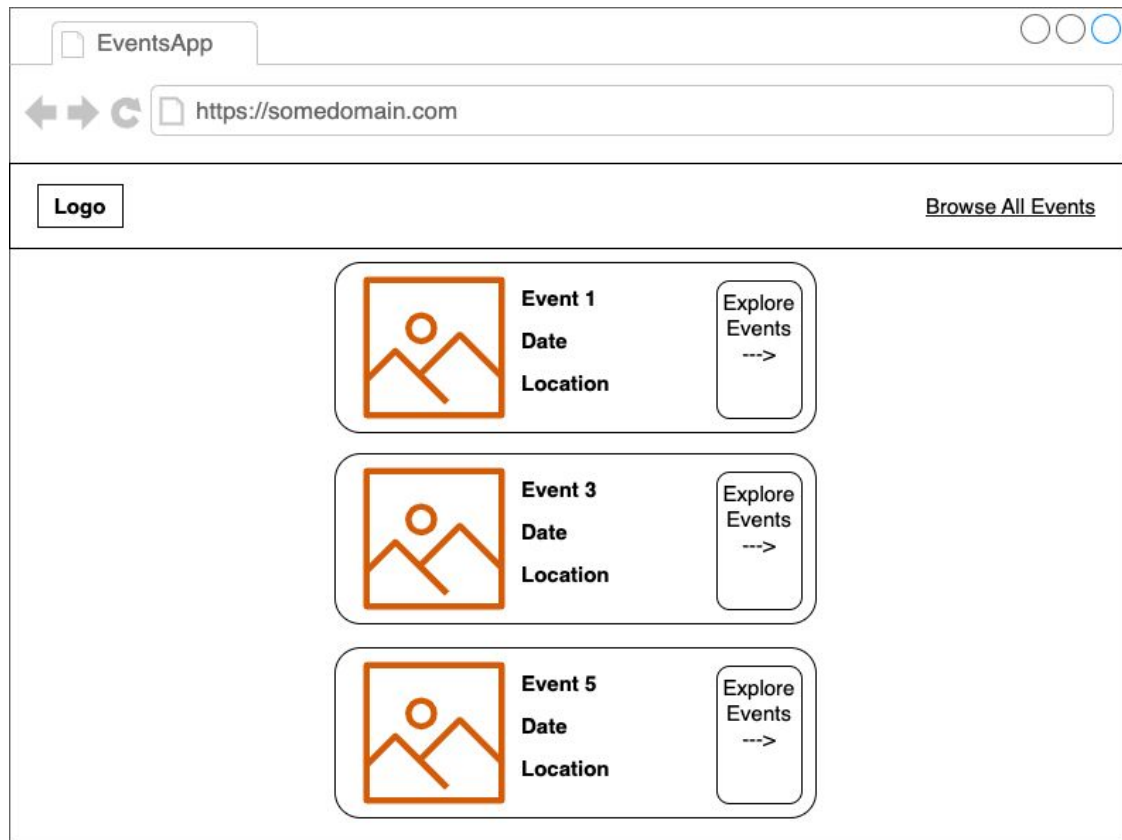 EventsApp
https://somedomain.com
Logo
Browse All Events
Event 1
Date
Location
Explore
Events
--->
Event 3
Date
Location
Explore
Events
--->
Event 5
Date
Location
Explore
Events
--->